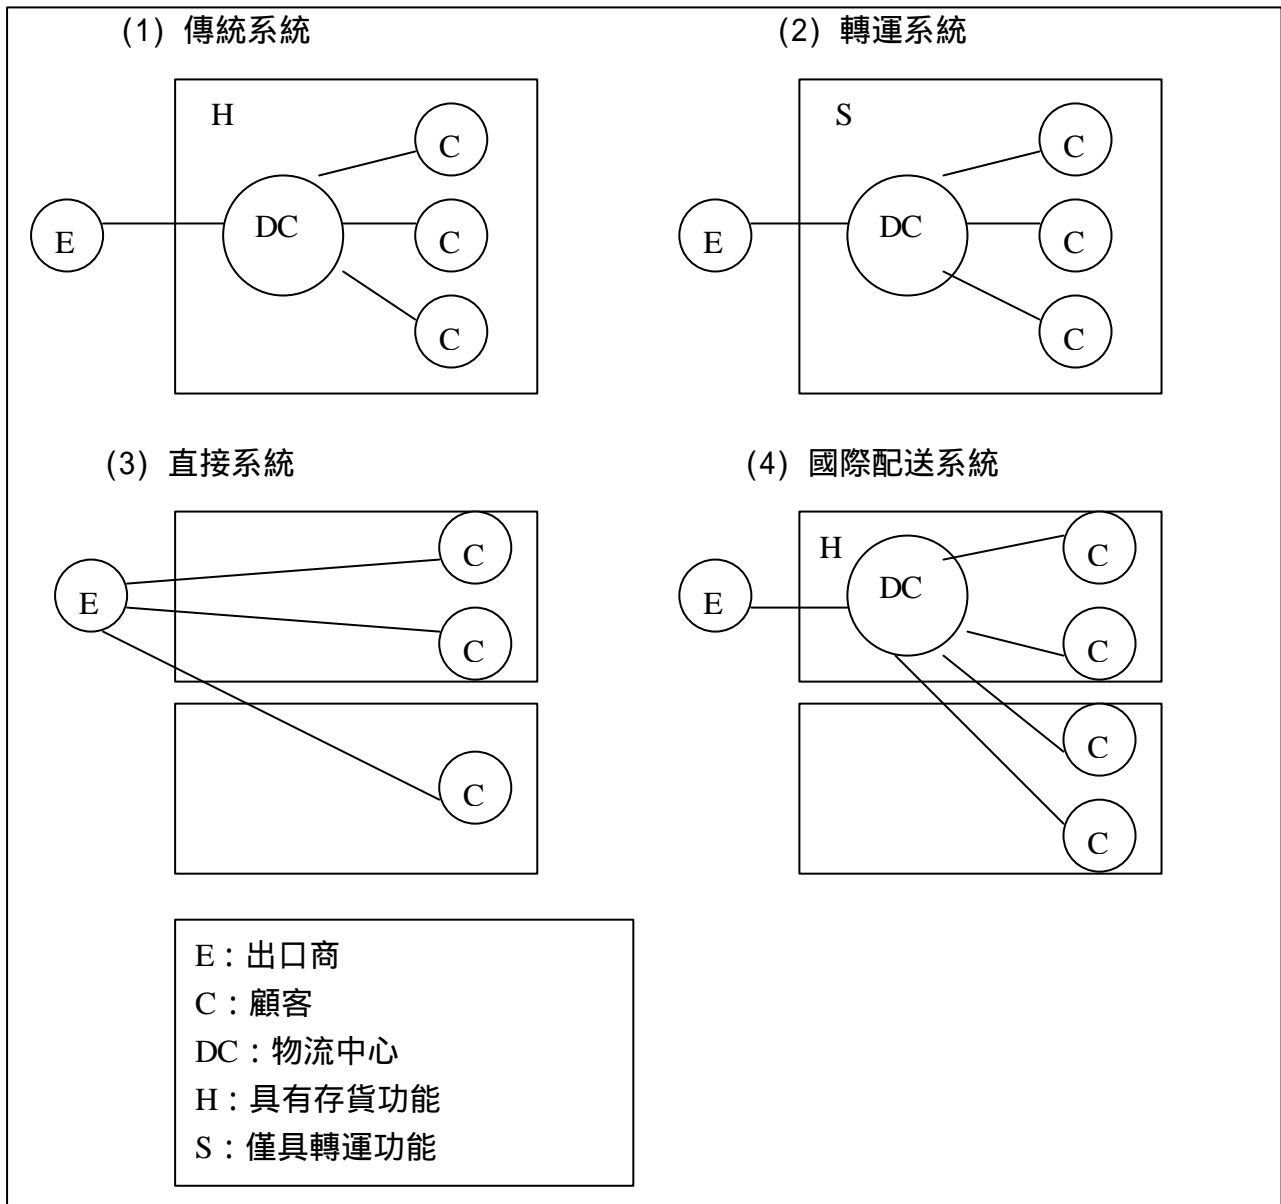 (1) 傳統系統
H
C
C
C
DC
E
(2) 轉運系統
S
C
C
C
DC
E
(3) 直接系統
C
C
C
E
(4) 國際配送系統
H
DC
E
C
C
C
C
E：出口商
C：顧客
DC：物流中心
H：具有存貨功能
S：僅具轉運功能